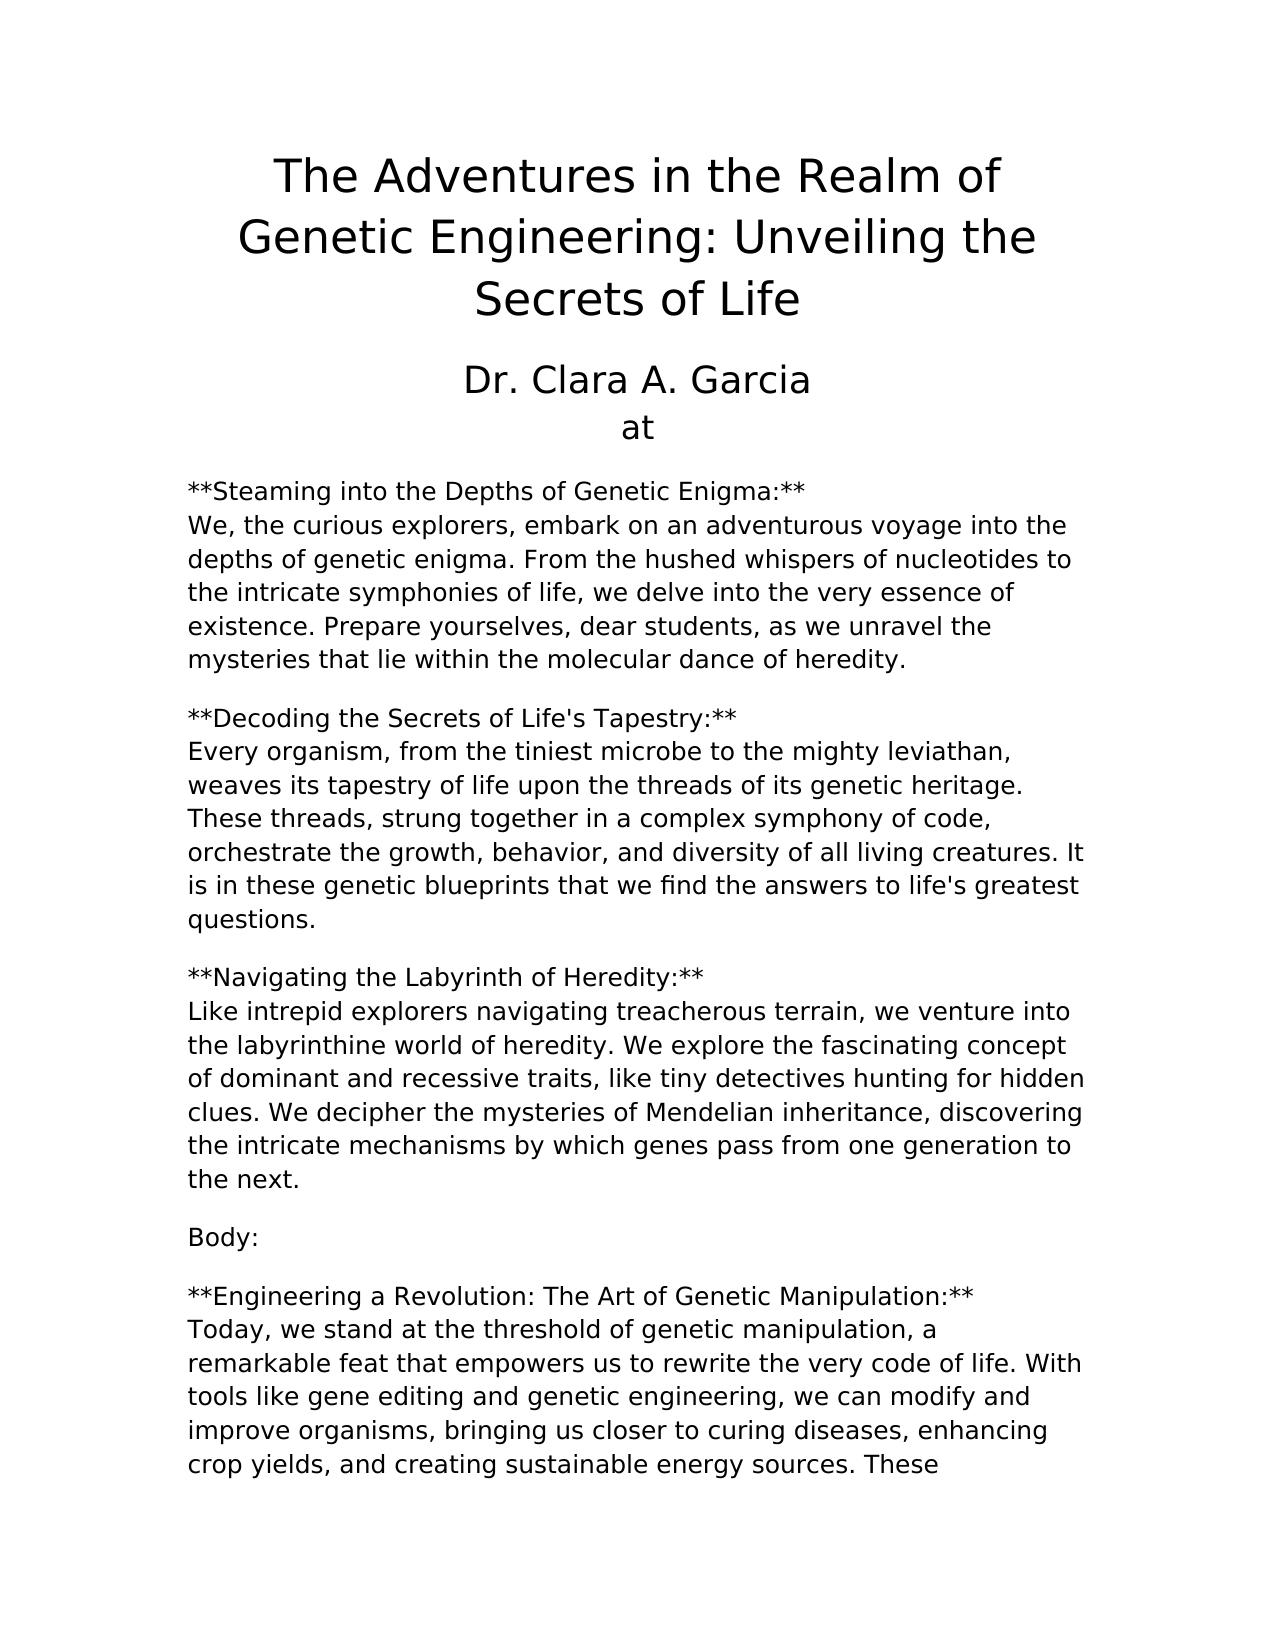 The Adventures in the Realm of
Genetic Engineering: Unveiling the
Secrets of Life
Dr. Clara A. Garcia
at
**Steaming into the Depths of Genetic Enigma:**
We, the curious explorers, embark on an adventurous voyage into the
depths of genetic enigma. From the hushed whispers of nucleotides to
the intricate symphonies of life, we delve into the very essence of
existence. Prepare yourselves, dear students, as we unravel the
mysteries that lie within the molecular dance of heredity.
**Decoding the Secrets of Life's Tapestry:**
Every organism, from the tiniest microbe to the mighty leviathan,
weaves its tapestry of life upon the threads of its genetic heritage.
These threads, strung together in a complex symphony of code,
orchestrate the growth, behavior, and diversity of all living creatures. It
is in these genetic blueprints that we find the answers to life's greatest
questions.
**Navigating the Labyrinth of Heredity:**
Like intrepid explorers navigating treacherous terrain, we venture into
the labyrinthine world of heredity. We explore the fascinating concept
of dominant and recessive traits, like tiny detectives hunting for hidden
clues. We decipher the mysteries of Mendelian inheritance, discovering
the intricate mechanisms by which genes pass from one generation to
the next.
Body:
**Engineering a Revolution: The Art of Genetic Manipulation:**
Today, we stand at the threshold of genetic manipulation, a
remarkable feat that empowers us to rewrite the very code of life. With
tools like gene editing and genetic engineering, we can modify and
improve organisms, bringing us closer to curing diseases, enhancing
crop yields, and creating sustainable energy sources. These